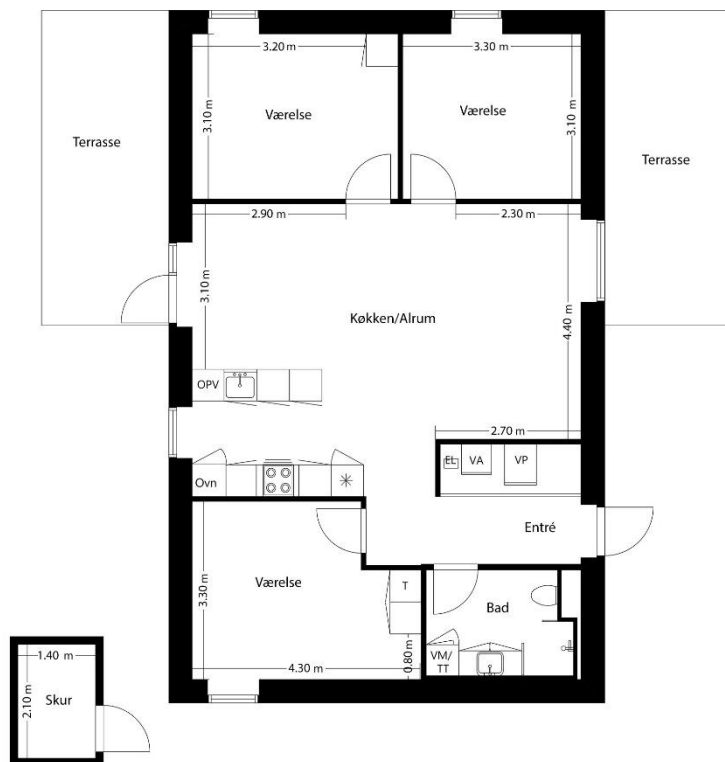 3.20 m
3.30 m
Værelse
3.10 m
Værelse
3.10 m
Terrasse
Terrasse
2.90 m
2.30 m
3.10 m
Køkken/Alrum
4.40 m
OPV
2.70 m
EL
VA
VP
Ovn
Entré
Værelse
3.30 m
T
Bad
4.30 m
0.80 m
VM/
TT
1.40 m
2.10 m
Skur